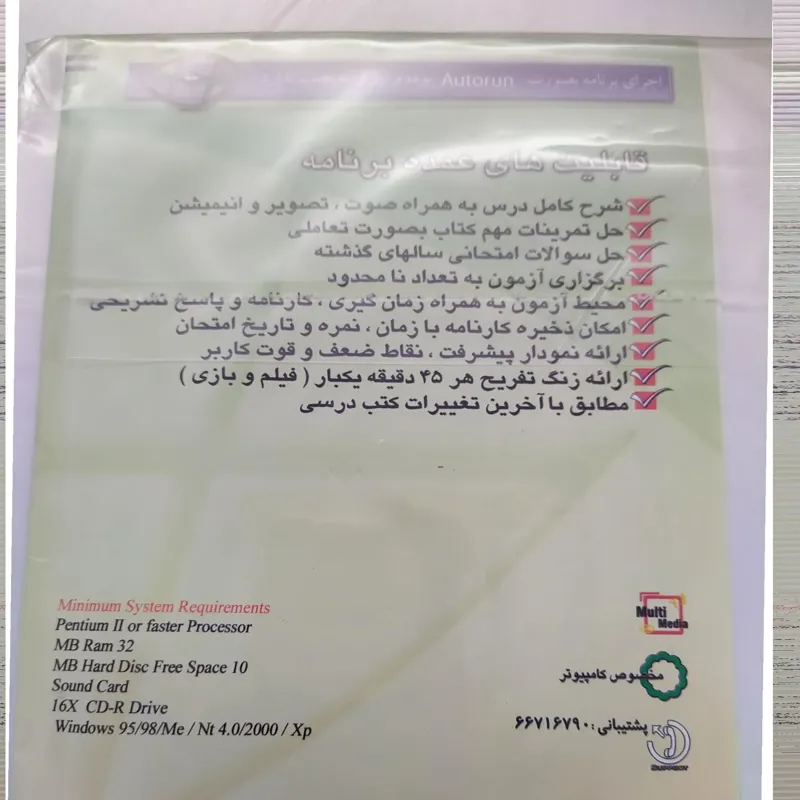 اجرای برنامه بصورت Autorun
قابلیت های عمده برنامه
شرح کامل درس به همراه صوت ، تصویر و انیمیشن
حل تمرینات مهم کتاب بصورت تعاملی
حل سوالات امتحانی سالهای گذشته
برگزاری آزمون به تعداد نا محدود
محیط آزمون به همراه زمان گیری ، کارنامه و پاسخ تشریحی
امکان ذخیره کارنامه با زمان ، نمره و تاریخ امتحان
ارائه نمودار پیشرفت ، نقاط ضعف و قوت کاربر
ارائه زنگ تفریح هر ۴۵ دقیقه یکبار ( فیلم و بازی )
مطابق با آخرین تغییرات کتب درسی
Minimum System Requirements
Pentium II or faster Processor
MB Ram 32
MB Hard Disc Free Space 10
Sound Card
16X CD-R Drive
Windows 95/98/Me / Nt 4.0/2000 / Xp
Multi
Media
مخصوص کامپیوتر
پشتیبانی : ۶۶۷۱۶۷۹۰
SUPPORT